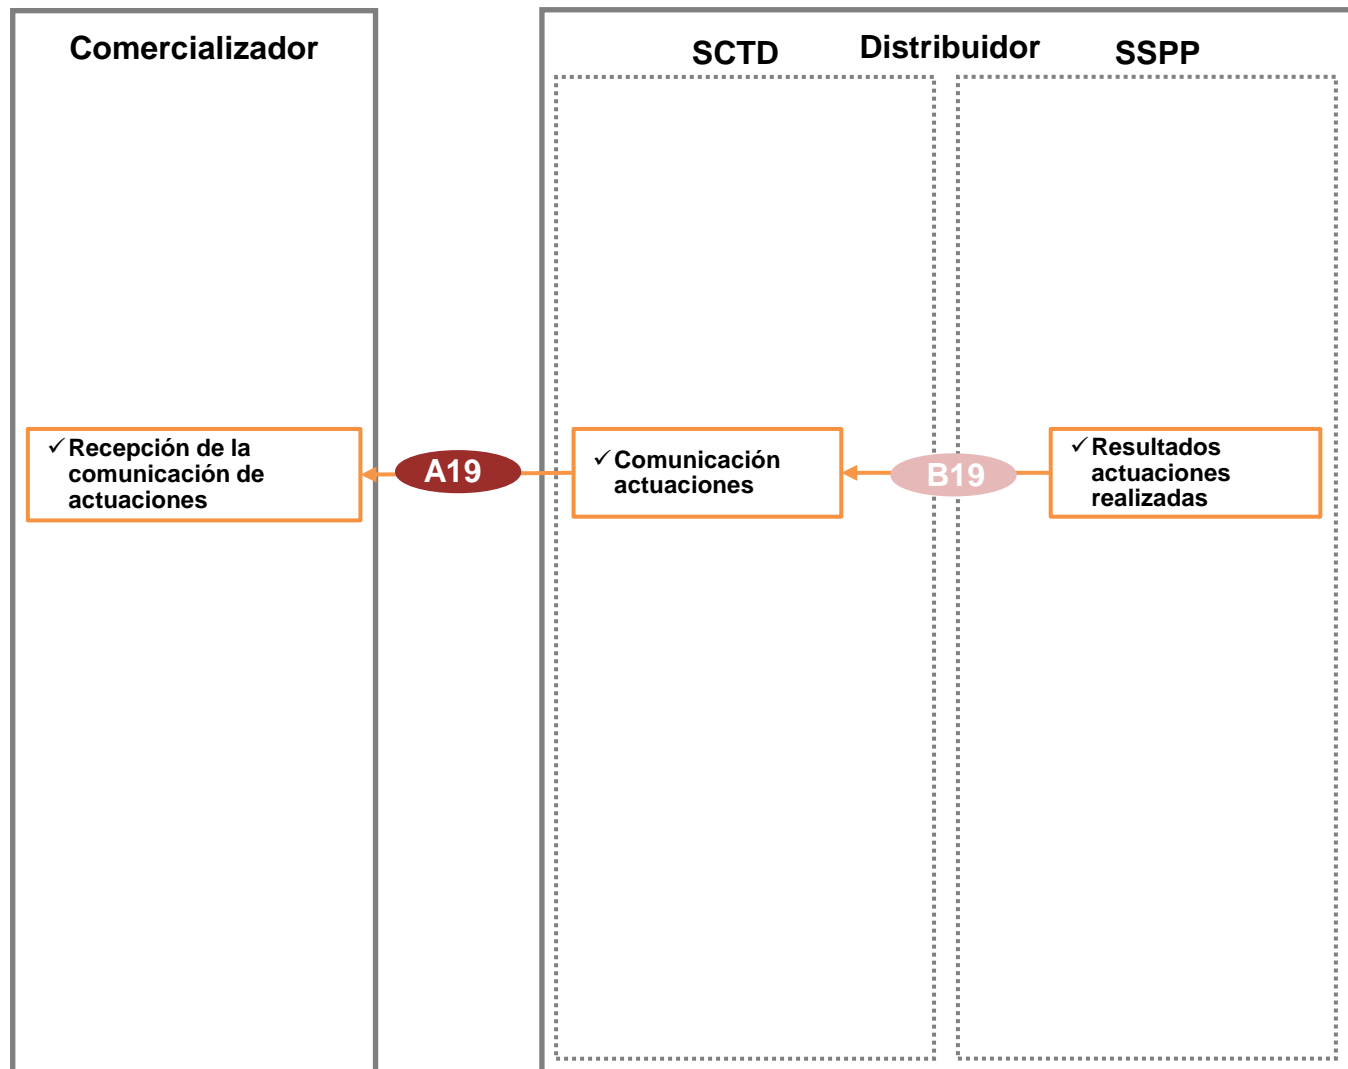 Comercializador
SCTD
Distribuidor
SSPP
✓Recepción de la
comunicación de
actuaciones
A19
✓Comunicación
actuaciones
B19
✓Resultados
actuaciones
realizadas